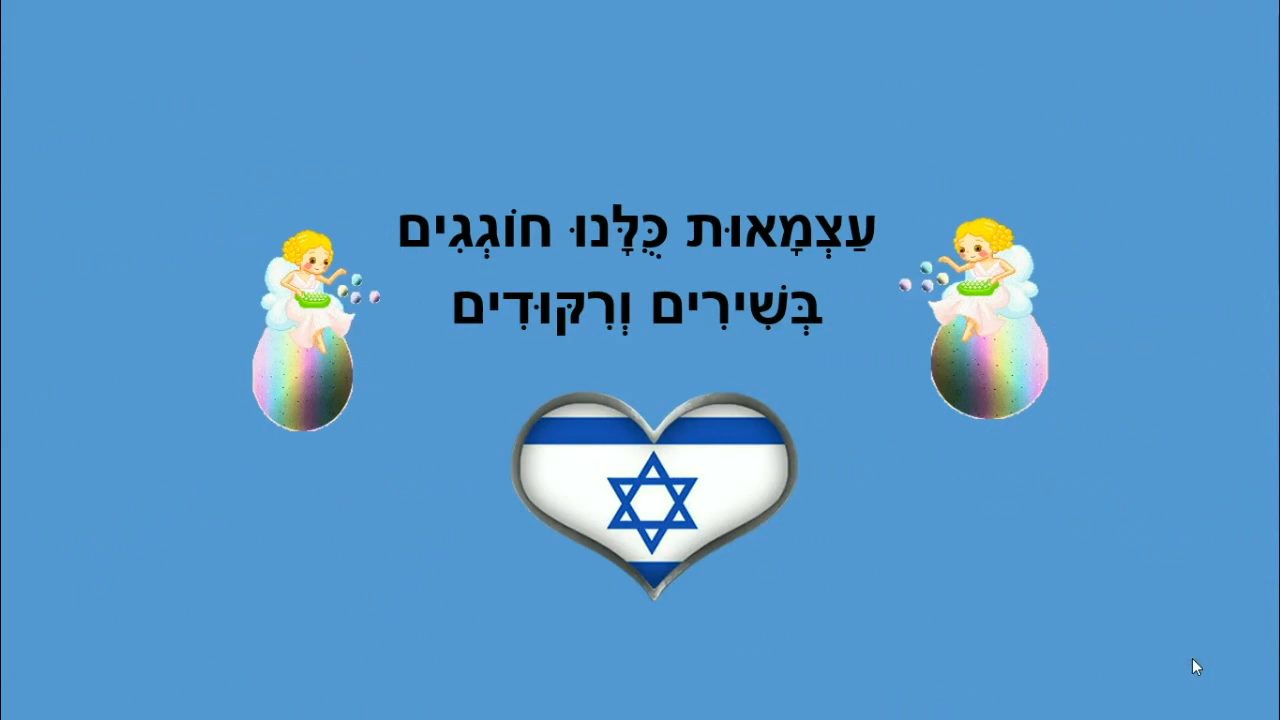 עַצְמָאוּת כֻּלָּנוּ חוֹגְגִים
בְּשִׁירִים וְרִקּוּדִים